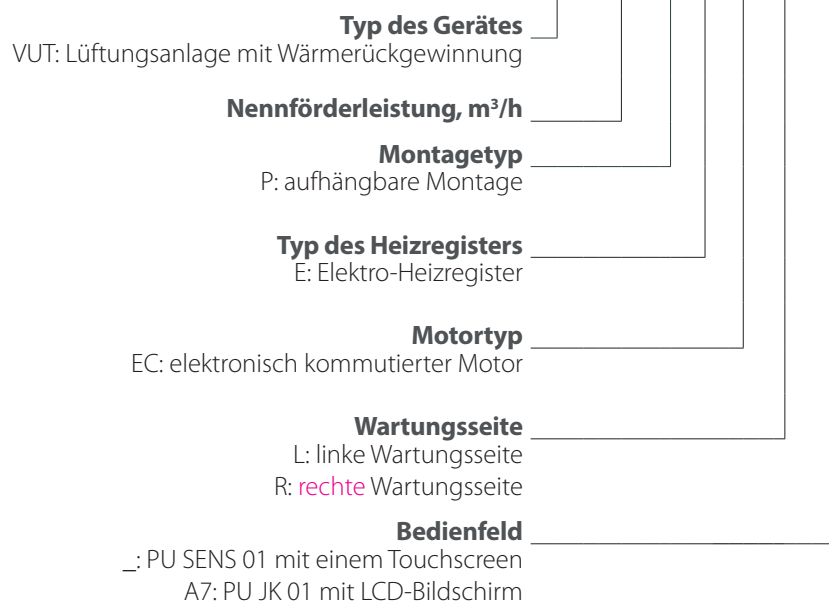 Typ des Gerätes
VUT: Lüftungsanlage mit Wärmerückgewinnung
Nennförderleistung, m³/h
Montagetyp
P: aufhängbare Montage
Typ des Heizregisters
E: Elektro-Heizregister
Motortyp
EC: elektronisch kommutierter Motor
Wartungsseite
L: linke Wartungsseite
R: rechte Wartungsseite
Bedienfeld
_: PU SENS 01 mit einem Touchscreen
A7: PU JK 01 mit LCD-Bildschirm